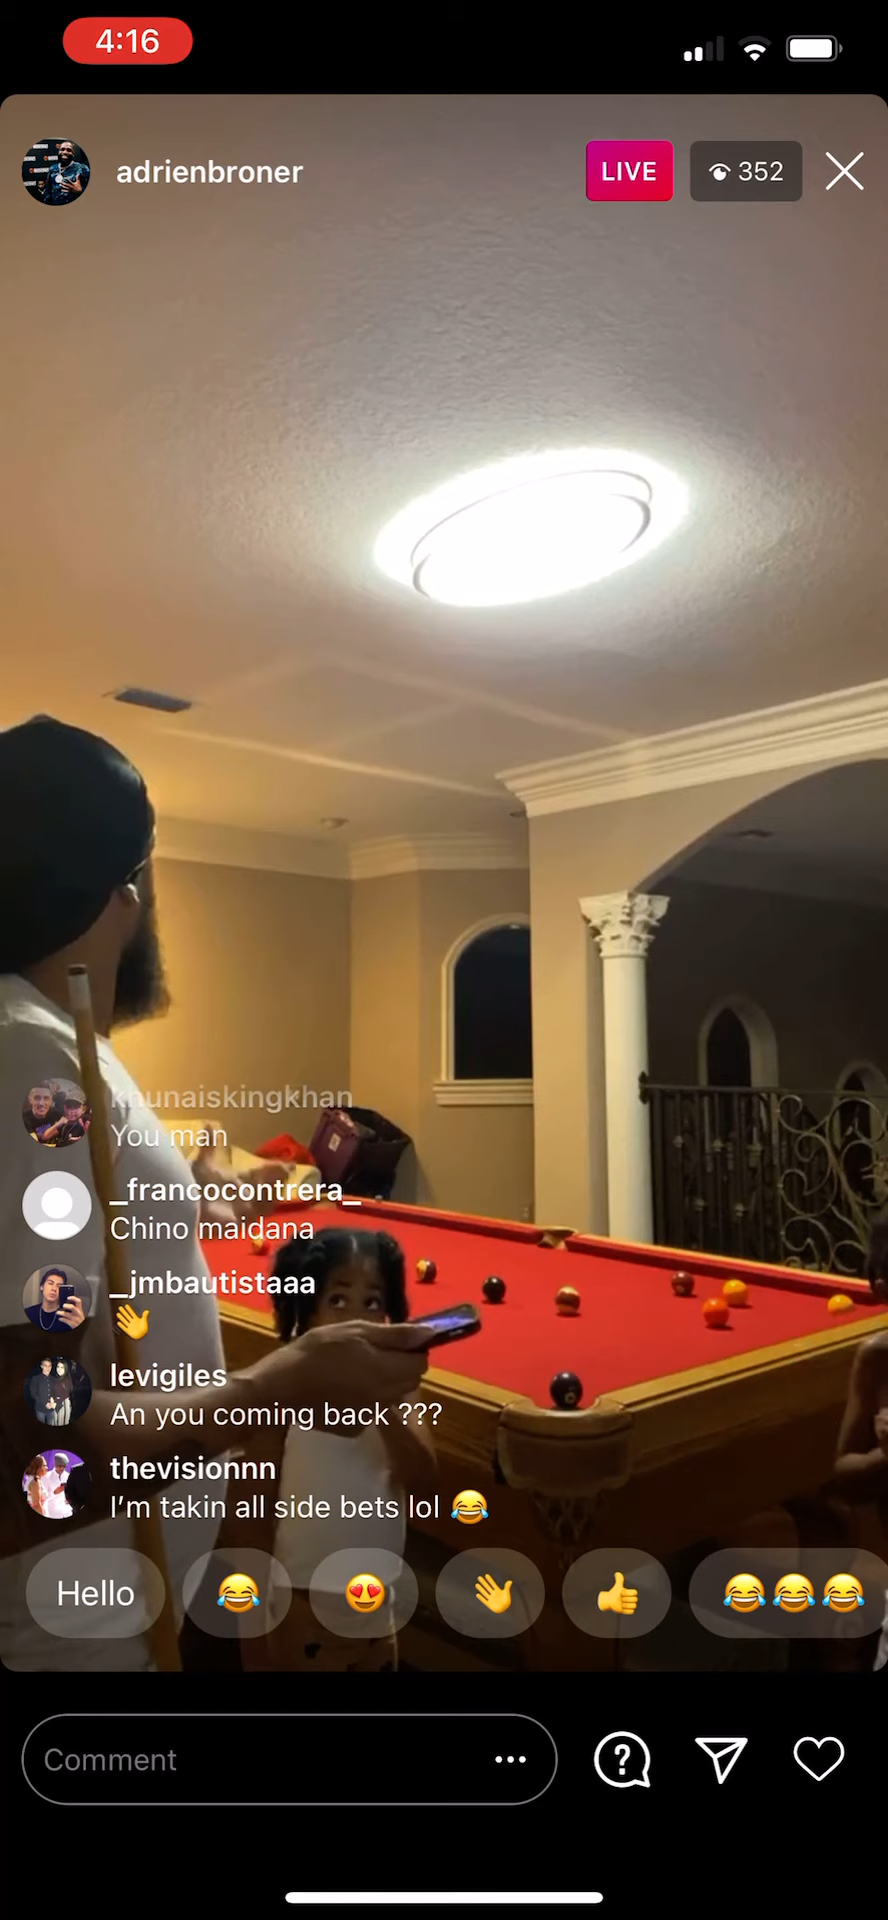 4:16
adrienbroner
LIVE
352
khunaiskingkhan
You man
_francocontrera_
Chino maidana
_jmbautistaaa
👋
levigiles
An you coming back ???
thevisionnn
I'm takin all side bets lol 😂
Hello 😂 😍 👋 👍 😂😂😂
Comment